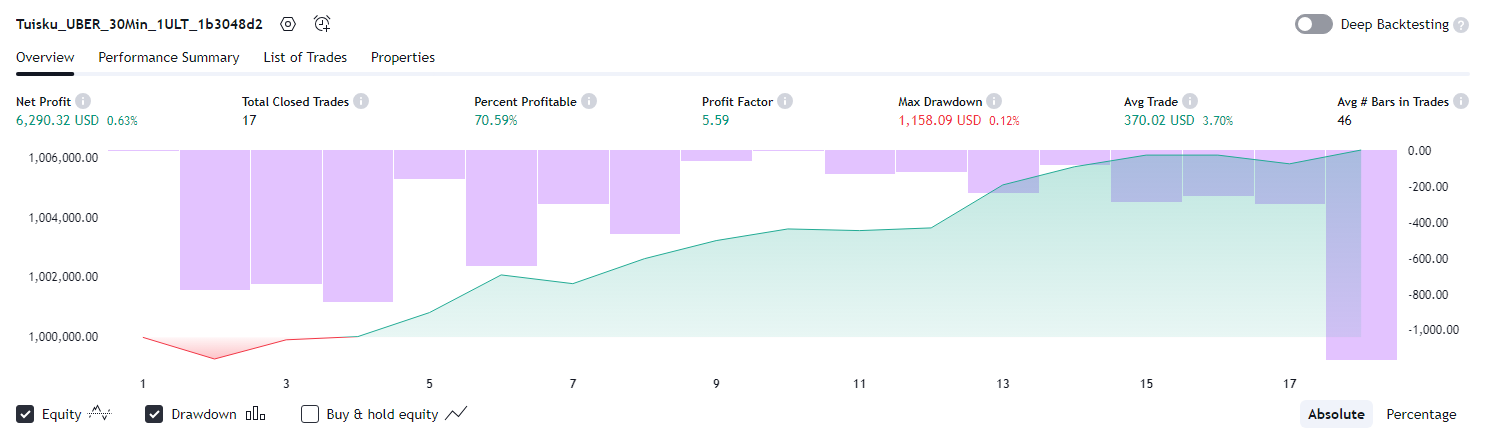 Tuisku_UBER_30Min_1ULT_1b3048d2 Deep Backtesting
Overview Performance Summary List of Trades Properties
Net Profit Total Closed Trades Percent Profitable Profit Factor Max Drawdown Avg Trade Avg # Bars in Trades
6,290.32 USD 0.63% 17 70.59% 5.59 1,158.09 USD 0.12% 370.02 USD 3.70% 46
1,006,000.00 0.00
-200.00
1,004,000.00 -400.00
-600.00
1,002,000.00
-800.00
1,000,000.00 -1,000.00
1 3 5 7 9 11 13 15 17
Equity Drawdown Buy & hold equity Absolute Percentage